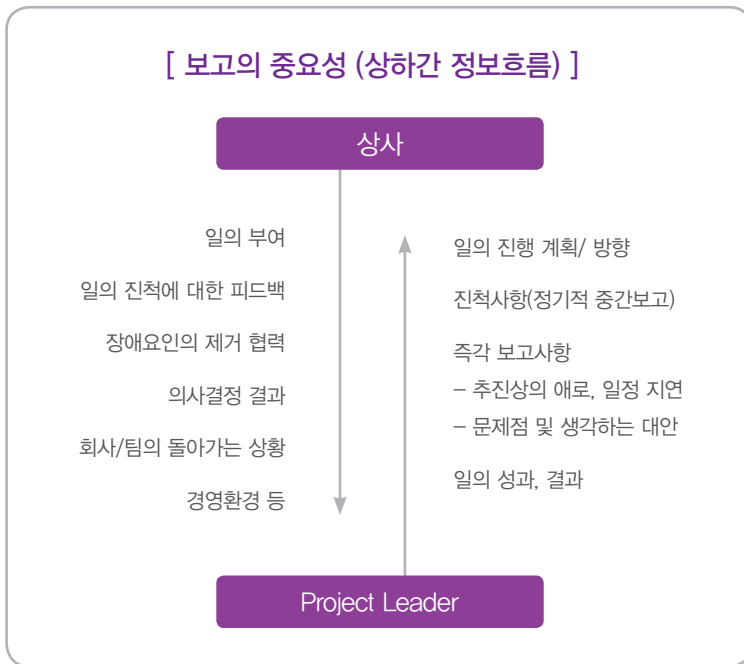 [ 보고의 중요성 (상하간 정보흐름) ]
상사
일의 부여
일의 진척에 대한 피드백
장애요인의 제거 협력
의사결정 결과
회사/팀의 돌아가는 상황
경영환경 등
일의 진행 계획/ 방향
진척사항(정기적 중간보고)
즉각 보고사항
– 추진상의 애로, 일정 지연
– 문제점 및 생각하는 대안
일의 성과, 결과
Project Leader